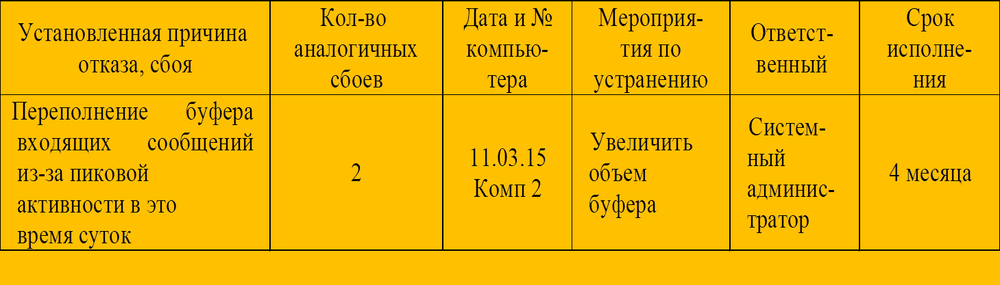 Установленная причина
отказа, сбоя
Кол-во
аналогичных
сбоев
Дата и №
компью-
тера
Мероприя-
тия по
устранению
Ответст-
венный
Срок
исполне-
ния
Переполнение буфера
входящих сообщений
из-за пиковой
активности в это
время суток
2
11.03.15
Комп 2
Увеличить
объем
буфера
Систем-
ный
админис-
тратор
4 месяца